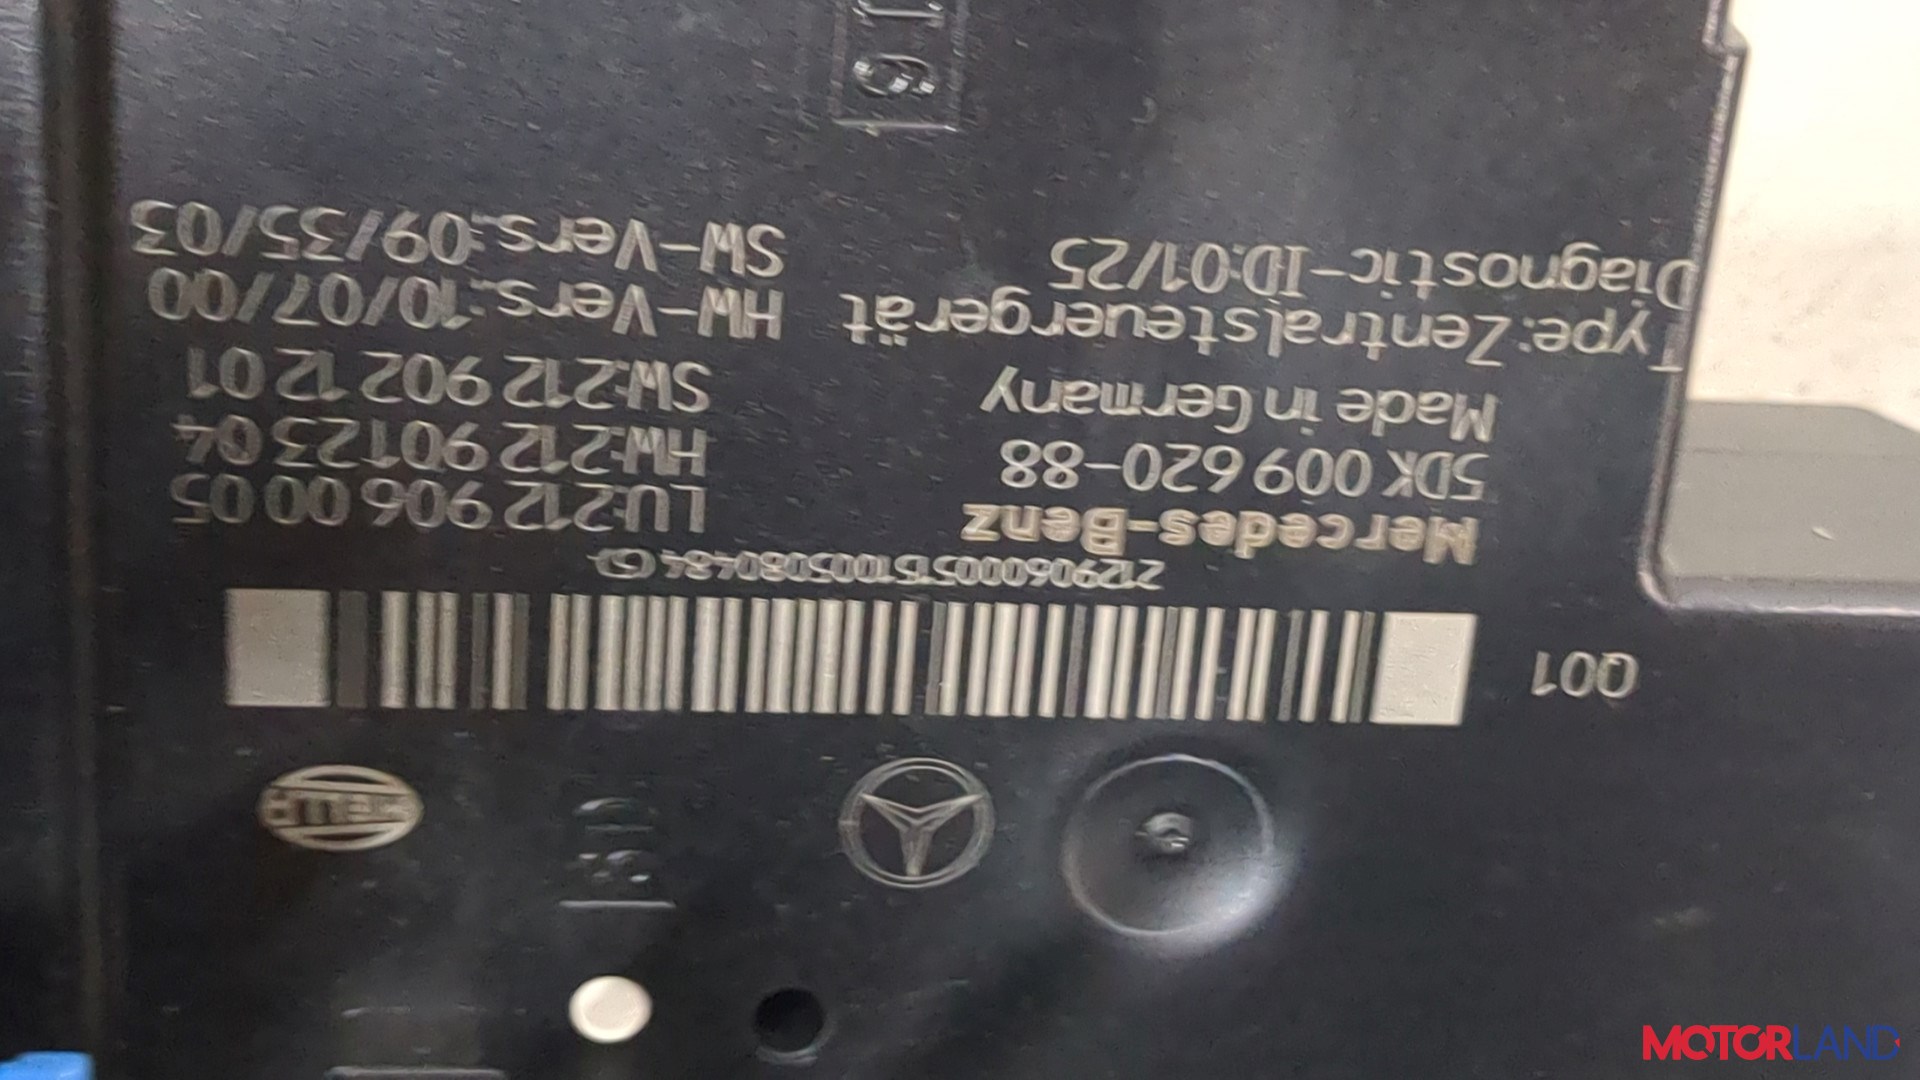 Q01
2129060005151005080484
Mercedes-Benz
5DK 009 620-88
Made in Germany
Type:Zentralsteuergerät
Diagnostic-ID:01/25
LU:212 906 00 05
HW:212 901 23 04
SW:212 902 12 01
HW-Vers.:10/07/00
SW-Vers.:09/35/03
HELLA
MOTORLAND